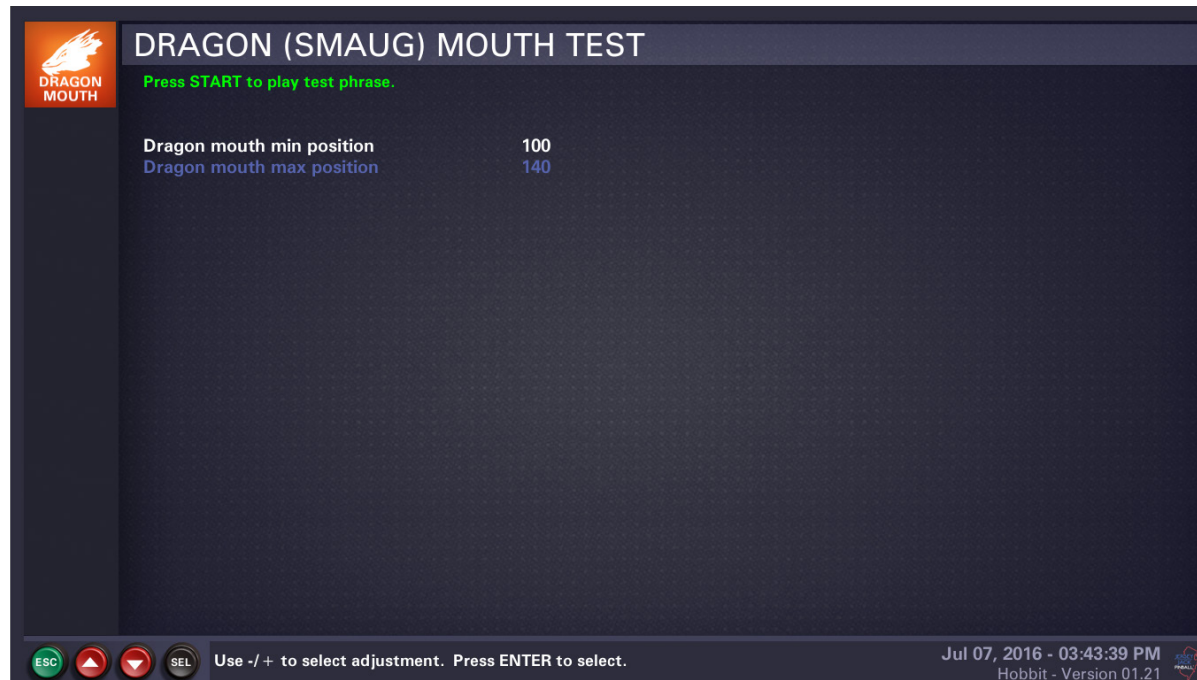 DRAGON (SMAUG) MOUTH TEST
DRAGON
MOUTH
Press START to play test phrase.
Dragon mouth min position 100
Dragon mouth max position 140
ESC
SEL
Use -/+ to select adjustment. Press ENTER to select.
Jul 07, 2016 - 03:43:39 PM
Hobbit - Version 01.21